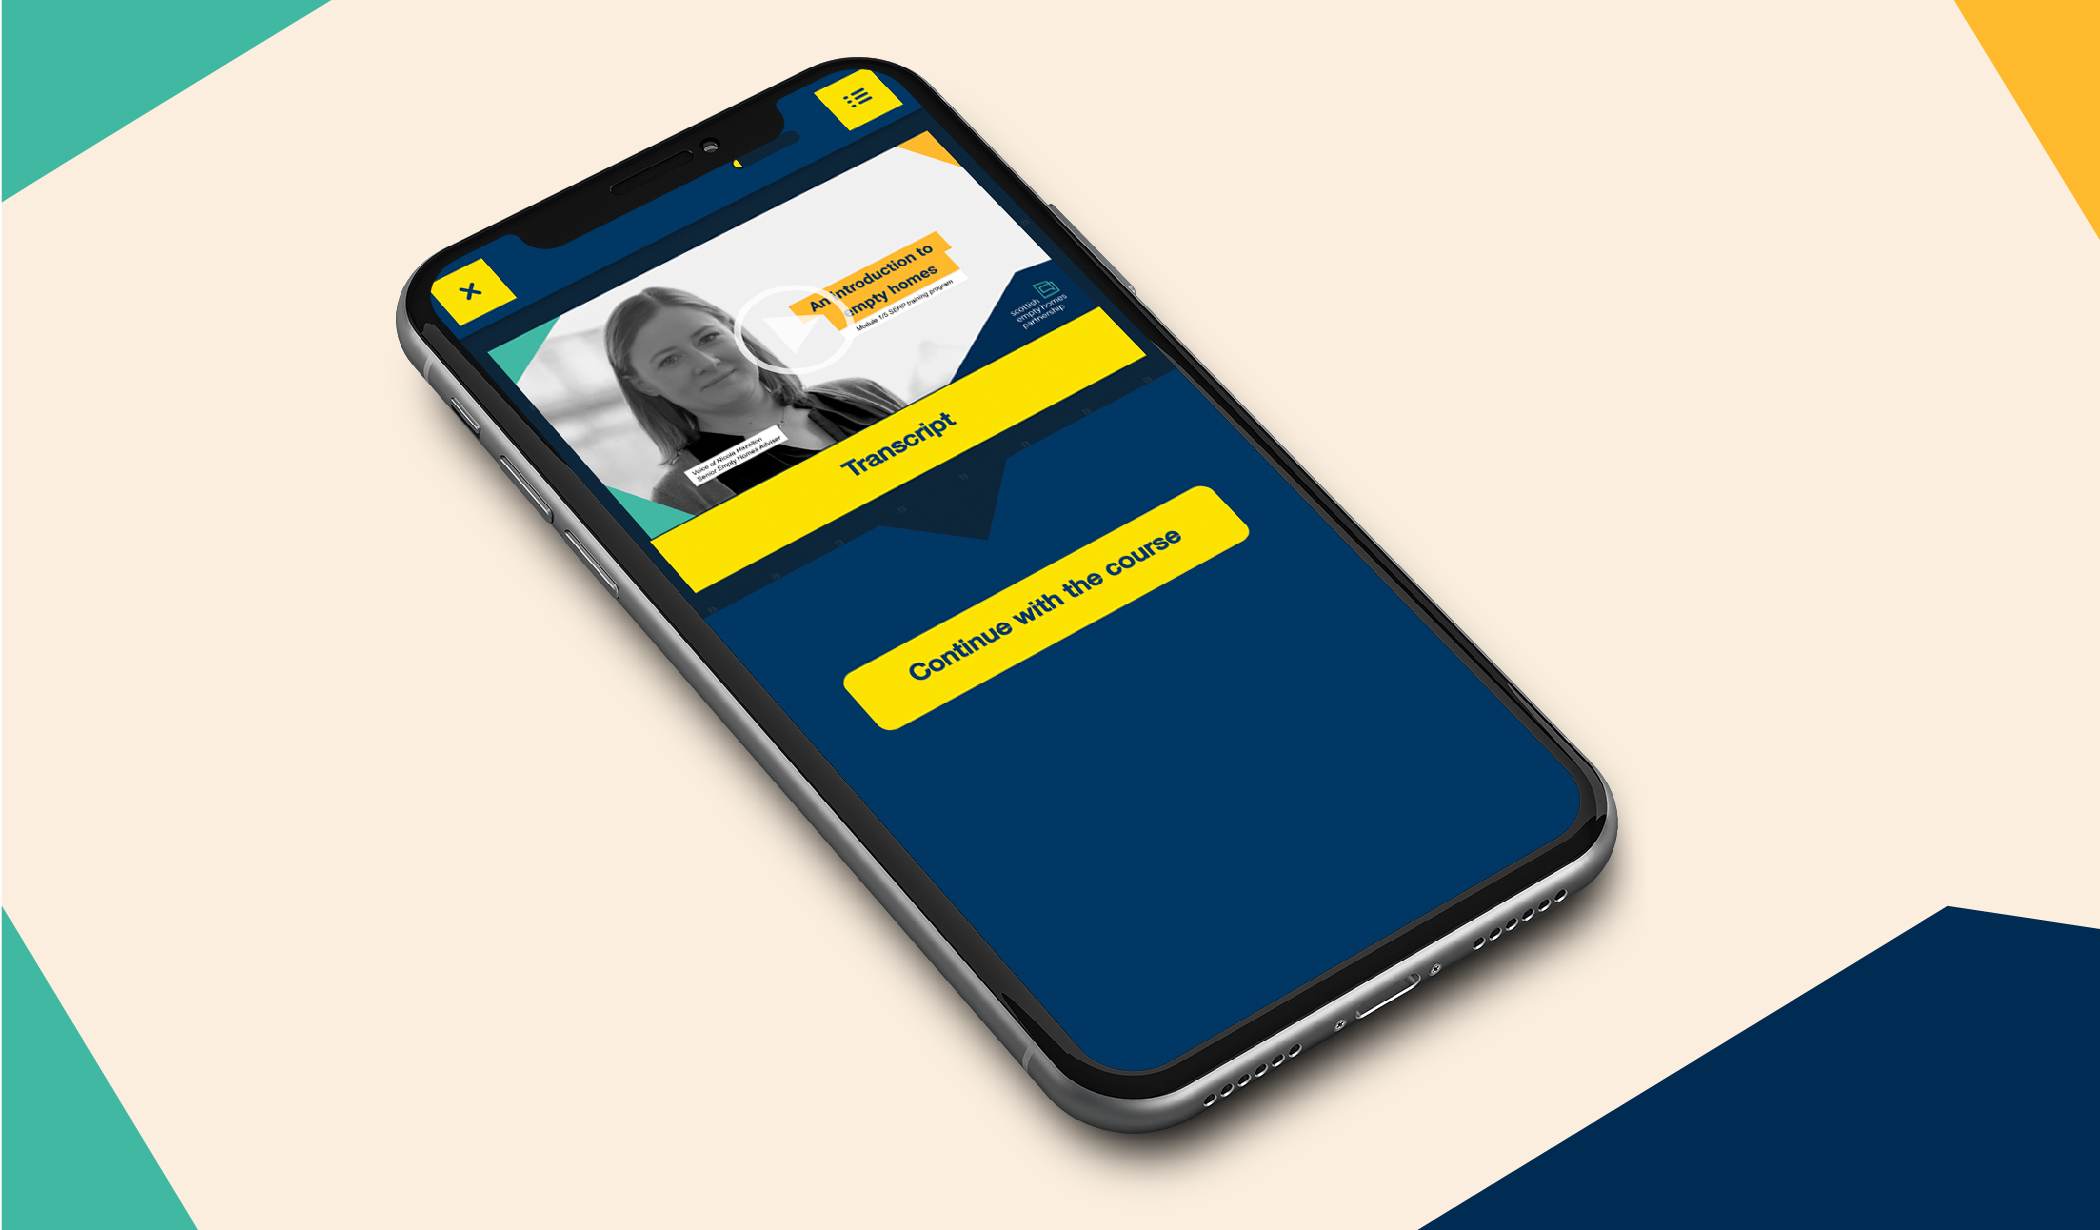 An introduction to
empty homes
Module 1/5 SEHP training program
scottish
empty homes
partnership
Voice of Nicola
Senior Empty Homes Adviser
Transcript
Continue with the course